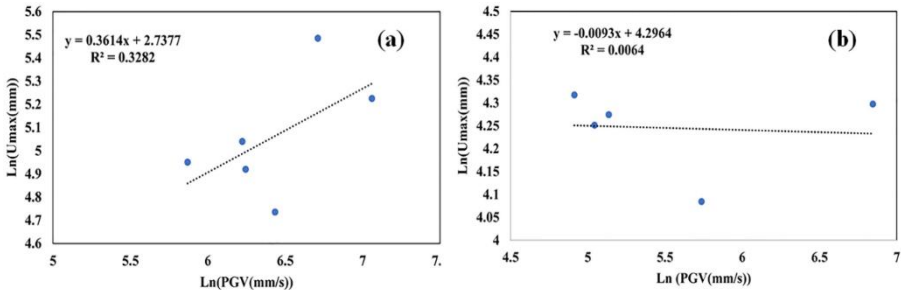 5.6
5.5
5.4
5.3
5.2
5.1
5
4.9
4.8
4.7
4.6
Ln(Umax(mm))
y = 0.3614x + 2.7377
R² = 0.3282
(a)
5 5.5 6 6.5 7 7.
Ln(PGV(mm/s))
4.5
4.45
4.4
4.35
4.3
4.25
4.2
4.15
4.1
4.05
4
Ln(Umax(mm))
y = -0.0093x + 4.2964
R² = 0.0064
(b)
4.5 5 5.5 6 6.5 7
Ln (PGV(mm/s))